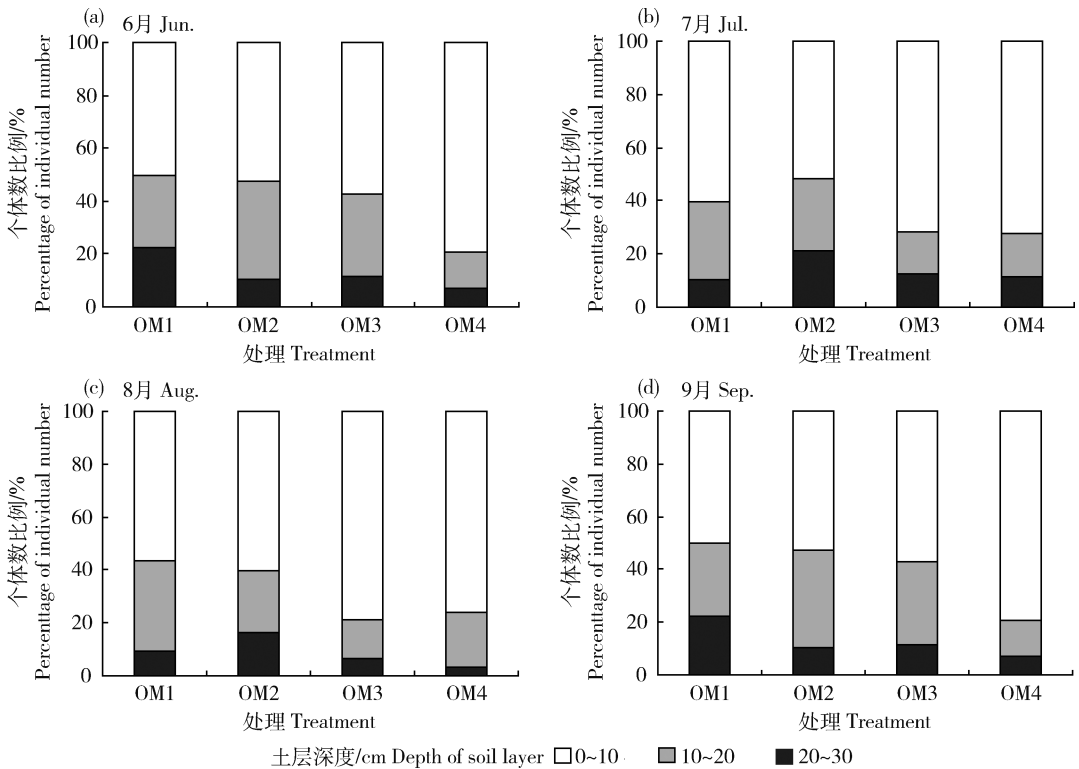 (a) 6月 Jun.
个体数比例/%
Percenttage of individual number
100
80
60
40
20
0
OM1 OM2 OM3 OM4
处理 Treatment
(b) 7月 Jul.
个体数比例/%
Percenttage of individual number
100
80
60
40
20
0
OM1 OM2 OM3 OM4
处理 Treatment
(c) 8月 Aug.
个体数比例/%
Percenttage of individual number
100
80
60
40
20
0
OM1 OM2 OM3 OM4
处理 Treatment
(d) 9月 Sep.
个体数比例/%
Percenttage of individual number
100
80
60
40
20
0
OM1 OM2 OM3 OM4
处理 Treatment
土层深度/cm Depth of soil layer 0~10 10~20 20~30